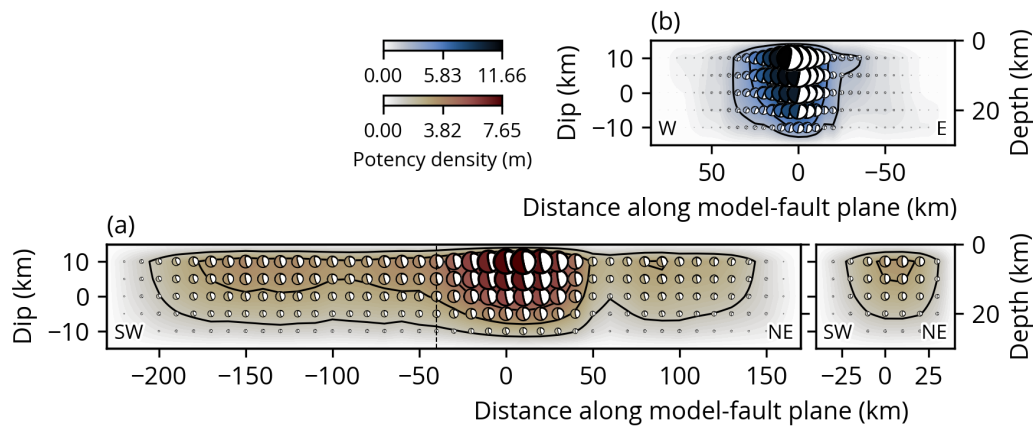 (b)
0.00 5.83 11.66
0.00 3.82 7.65
Potency density (m)
Dip (km)
10
0
−10
W
E
0
20
Depth (km)
50 0 −50
Distance along model-fault plane (km)
(a)
Dip (km)
10
0
−10
SW
NE
SW
NE
0
20
Depth (km)
−200 −150 −100 −50 0 50 100 150
−25 0 25
Distance along model-fault plane (km)